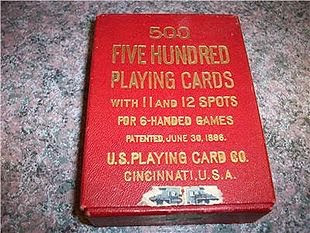 500
FIVE HUNDRED
PLAYING CARDS
WITH 11 AND 12 SPOTS
FOR 6-HANDED GAMES
PATENTED, JUNE 30, 1896.
U.S. PLAYING CARD CO.
CINCINNATI, U.S.A.